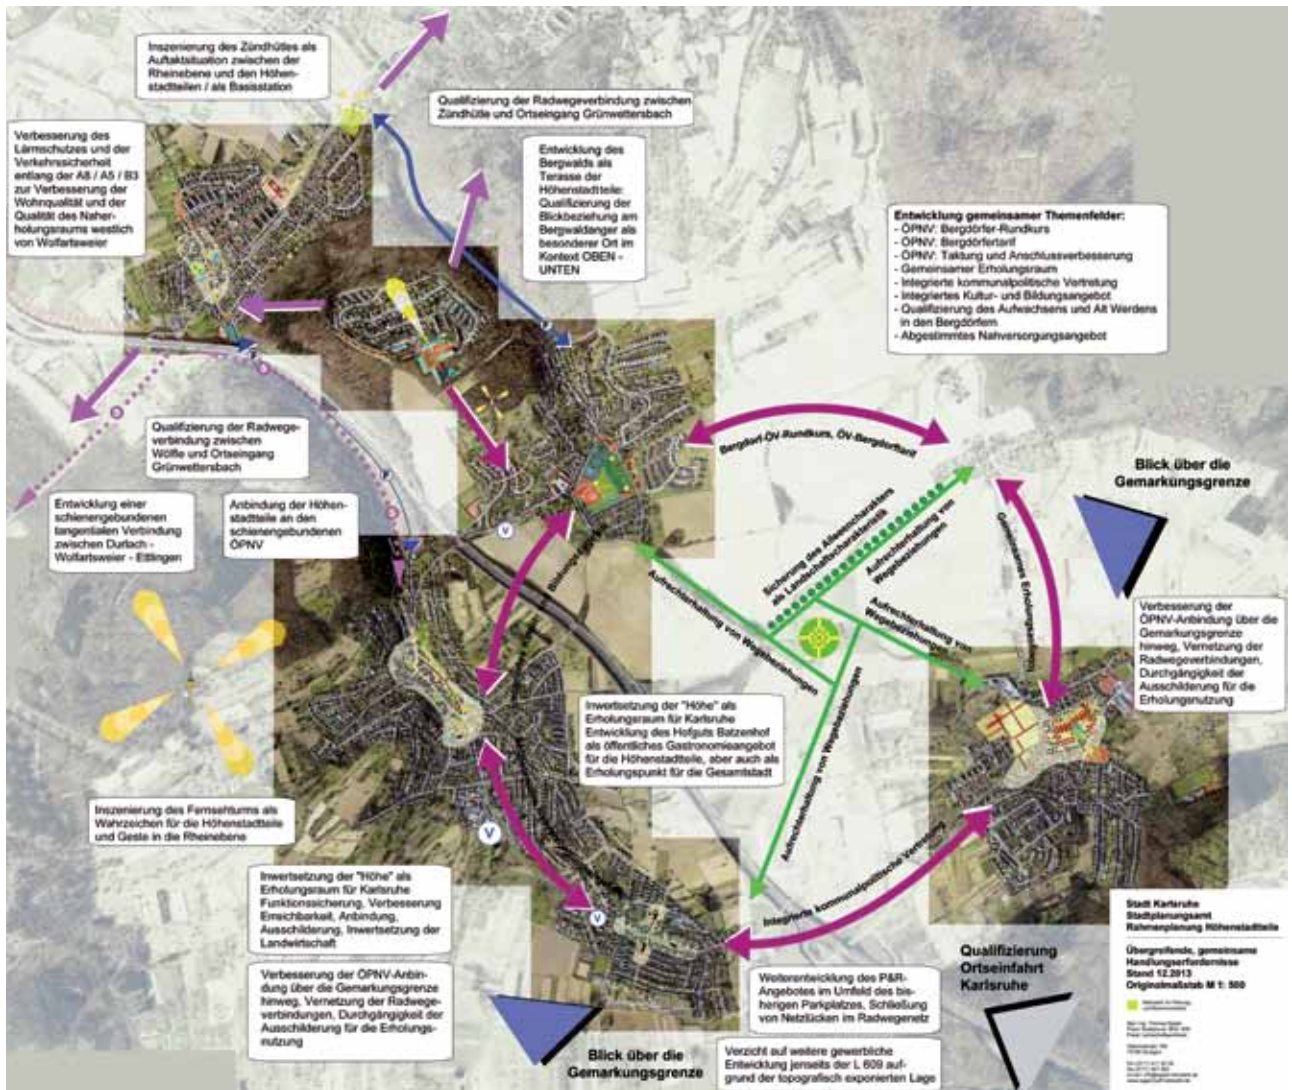 Inszenierung des Zündhütles als
Auftaktsituation zwischen der
Rheinebene und den Höhen-
stadtteilen / als Basisstation
Qualifizierung der Radwegeverbindung zwischen
Zündhütle und Ortseingang Grünwettersbach
Verbesserung des
Lärmschutzes und der
Verkehrssicherheit
entlang der A8 / A5 / B3
zur Verbesserung der
Wohnqualität und der
Qualität des Naher-
holungsraums westlich
von Wolfartsweier
Entwicklung des
Bergwalds als
Terasse der
Höhenstadtteile:
Qualifizierung der
Blickbeziehung am
Bergwaldanger als
besonderer Ort im
Kontext OBEN -
UNTEN
Entwicklung gemeinsamer Themenfelder:
- ÖPNV: Bergdörfer-Rundkurs
- ÖPNV: Bergdörfertarif
- ÖPNV: Taktung und Anschlussverbesserung
- Gemeinsamer Erholungsraum
- Integrierte kommunalpolitische Vertretung
- Integriertes Kultur- und Bildungsangebot
- Qualifizierung des Aufwachsens und Alt Werdens
in den Bergdörfern
- Abgestimmtes Nahversorgungsangebot
Qualifizierung der Radwege-
verbindung zwischen
Wölfle und Ortseingang
Grünwettersbach
Bergdorf-ÖV-Rundkurs, ÖV-Bergdorftarif
Blick über die
Gemarkungsgrenze
Entwicklung einer
schienengebundenen
tangentialen Verbindung
zwischen Durlach -
Wolfartsweier - Ettlingen
Anbindung der Höhen-
stadtteile an den
schienengebundenen
ÖPNV
V
Sicherung des Alleecharakters
als Landschaftscharakteristik
Aufrechterhaltung von
Wegebeziehungen
Gemeinsames Erholungsraum
Aufrechterhaltung von Wegebeziehungen
Aufrechterhaltung von
Wegebeziehungen
Verbesserung der
ÖPNV-Anbindung über die
Gemarkungsgrenze
hinweg, Vernetzung der
Radwegeverbindungen,
Durchgängigkeit der
Ausschilderung für die
Erholungsnutzung
Inwertsetzung der "Höhe" als
Erholungsraum für Karlsruhe
Entwicklung des Hofguts Batzenhof
als öffentliches Gastronomieangebot
für die Höhenstadtteile, aber auch als
Erholungspunkt für die Gesamtstadt
Aufrechterhaltung von Wegebeziehungen
Inszenierung des Fernsehturms als
Wahrzeichen für die Höhenstadtteile
und Geste in die Rheinebene
V
Inwertsetzung der "Höhe" als
Erholungsraum für Karlsruhe
Funktionssicherung, Verbesserung
Erreichbarkeit, Anbindung,
Ausschilderung, Inwertsetzung der
Landwirtschaft
V
Integrierte kommunalpolitische Vertretung
Verbesserung der ÖPNV-Anbin-
dung über die Gemarkungsgrenze
hinweg, Vernetzung der Radwege-
verbindungen, Durchgängigkeit der
Ausschilderung für die Erholungs-
nutzung
Blick über die
Gemarkungsgrenze
Weiterentwicklung des P&R-
Angebotes im Umfeld des bis-
herigen Parkplatzes, Schließung
von Netzlücken im Radwegenetz
Verzicht auf weitere gewerbliche
Entwicklung jenseits der L 609 auf-
grund der topografisch exponierten Lage
Qualifizierung
Ortseinfahrt
Karlsruhe
Stadt Karlsruhe
Stadtplanungsamt
Rahmenplanung Höhenstadtteile
Übergreifende, gemeinsame
Handlungserfordernisse
Stand 12.2013
Originalmaßstab M 1: 500